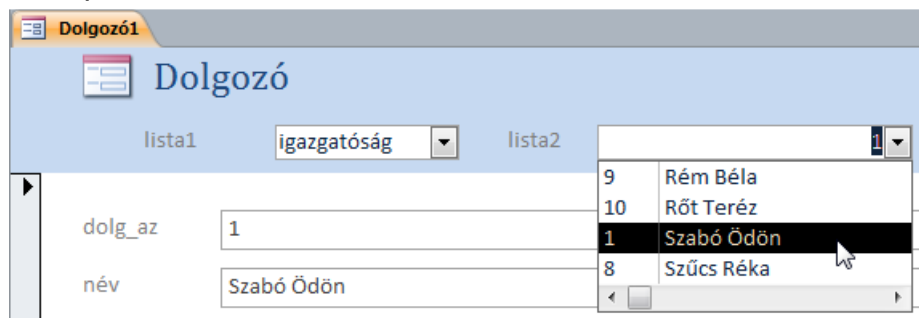 Dolgozó1
Dolgozó
lista1 igazgatóság lista2 1
9 Rém Béla
10 Rőt Teréz
dolg_az 1
1 Szabó Ödön
név Szabó Ödön
8 Szűcs Réka